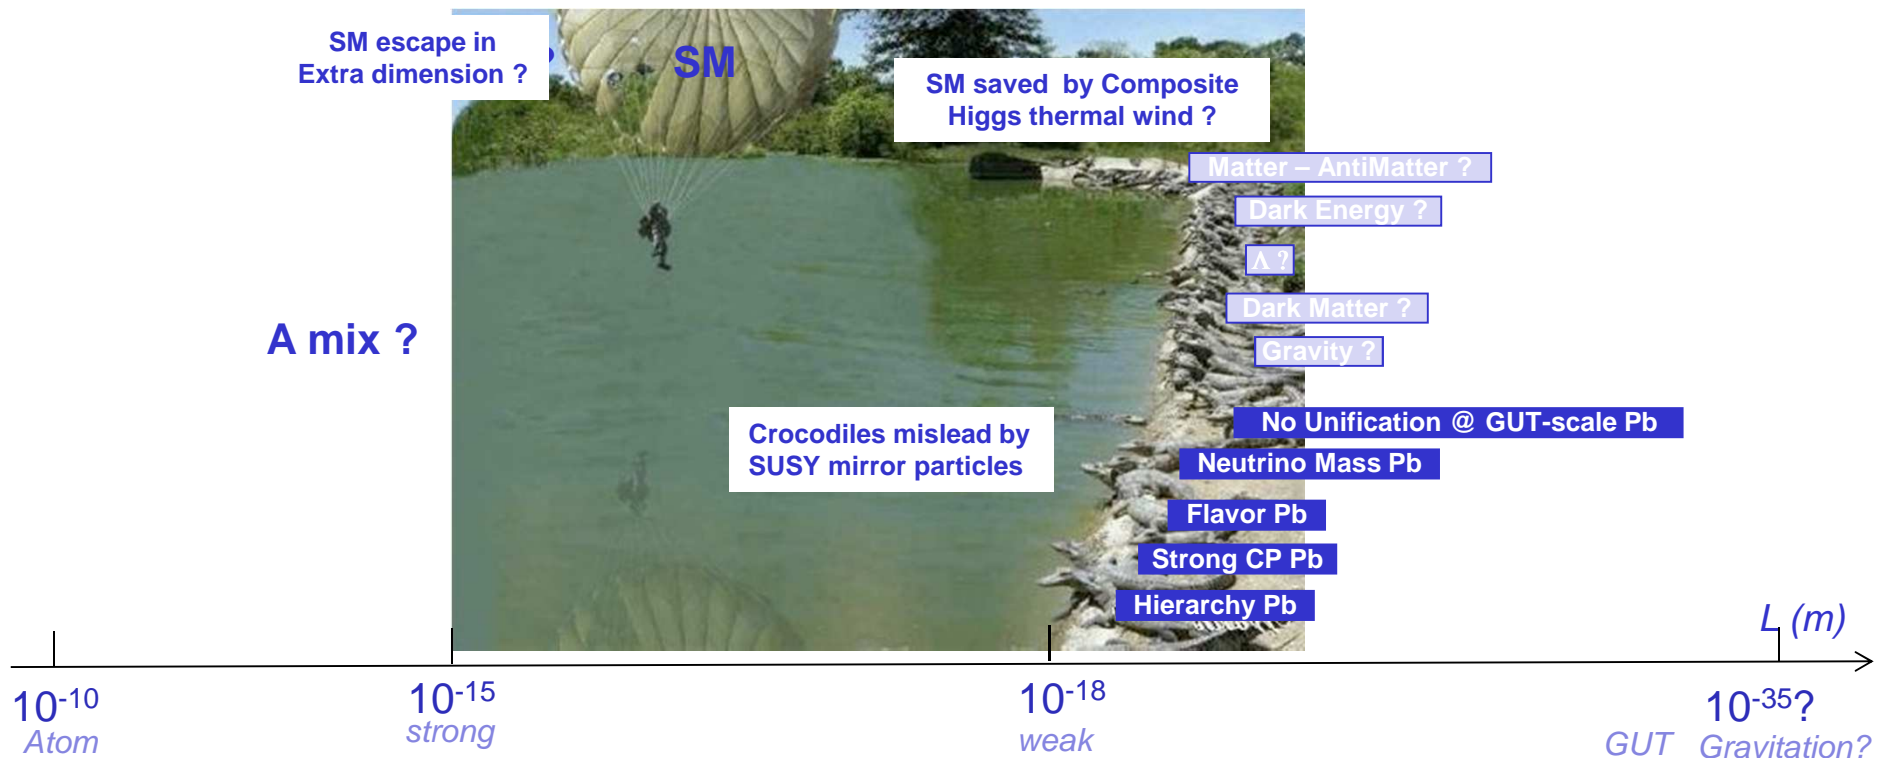 SM escape in
Extra dimension ?
SM
SM saved by Composite
Higgs thermal wind ?
Matter – AntiMatter ?
Dark Energy ?
Λ ?
Dark Matter ?
Gravity ?
A mix ?
Crocodiles mislead by
SUSY mirror particles
No Unification @ GUT-scale Pb
Neutrino Mass Pb
Flavor Pb
Strong CP Pb
Hierarchy Pb
L (m)
10⁻¹⁰
Atom
10⁻¹⁵
strong
10⁻¹⁸
weak
10⁻³⁵?
GUT Gravitation?